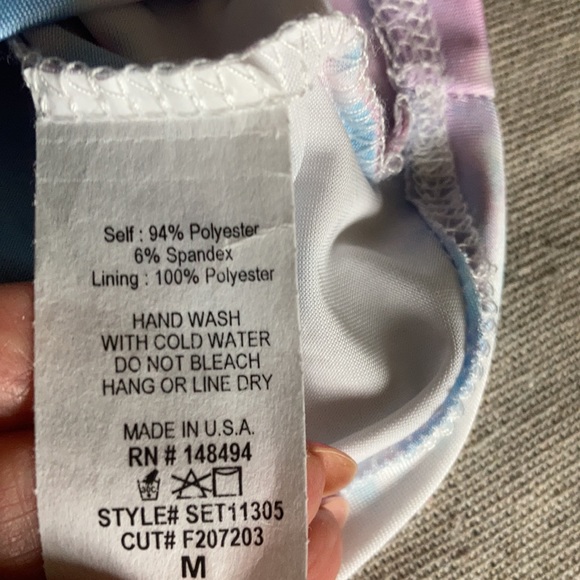 Self : 94% Polyester
6% Spandex
Lining : 100% Polyester
HAND WASH
WITH COLD WATER
DO NOT BLEACH
HANG OR LINE DRY
MADE IN U.S.A.
RN # 148494
STYLE# SET11305
CUT# F207203
M